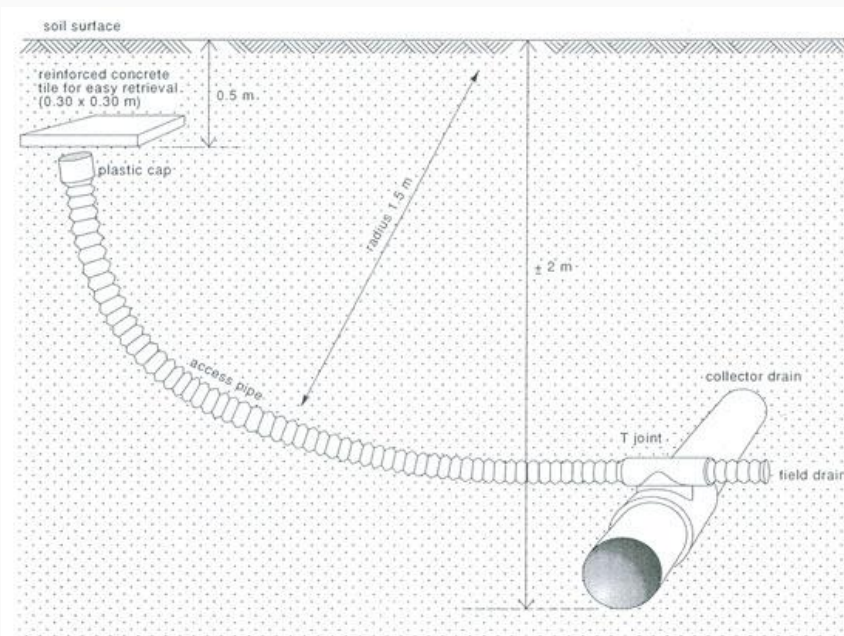 soil surface
reinforced concrete
tile for easy retrieval
(0.30 x 0.30 m)
0.5 m
plastic cap
radius 1.5 m
± 2 m
access pipe
collector drain
T joint
field drain